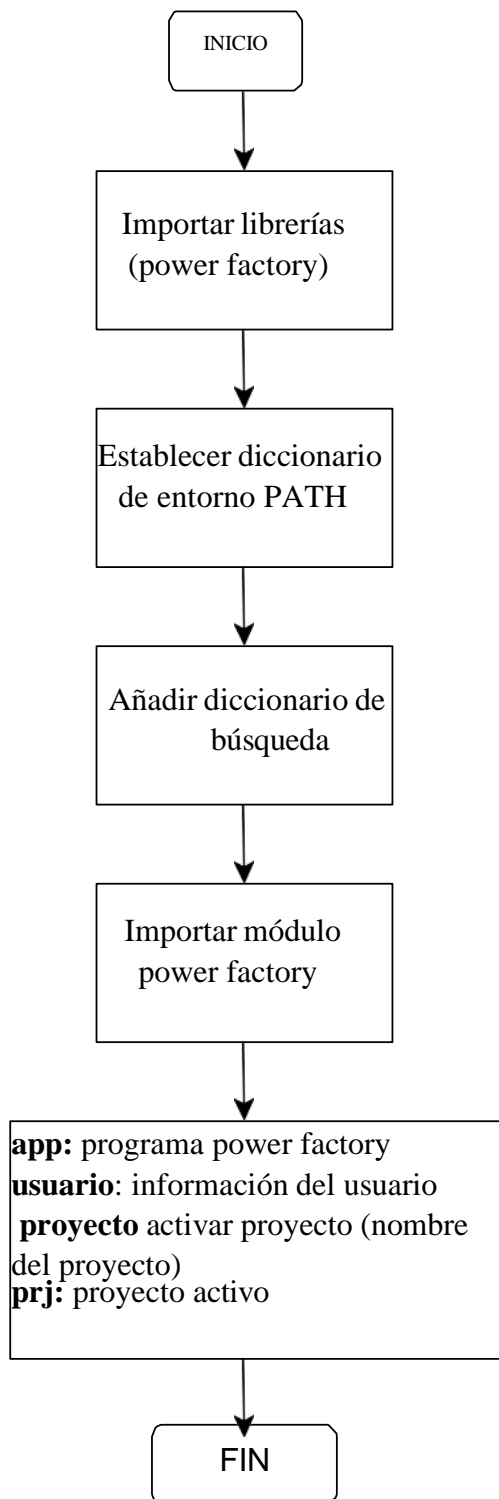 INICIO
Importar librerías
(power factory)
Establecer diccionario
de entorno PATH
Añadir diccionario de
búsqueda
Importar módulo
power factory
app: programa power factory
usuario: información del usuario
proyecto activar proyecto (nombre
del proyecto)
prj: proyecto activo
FIN